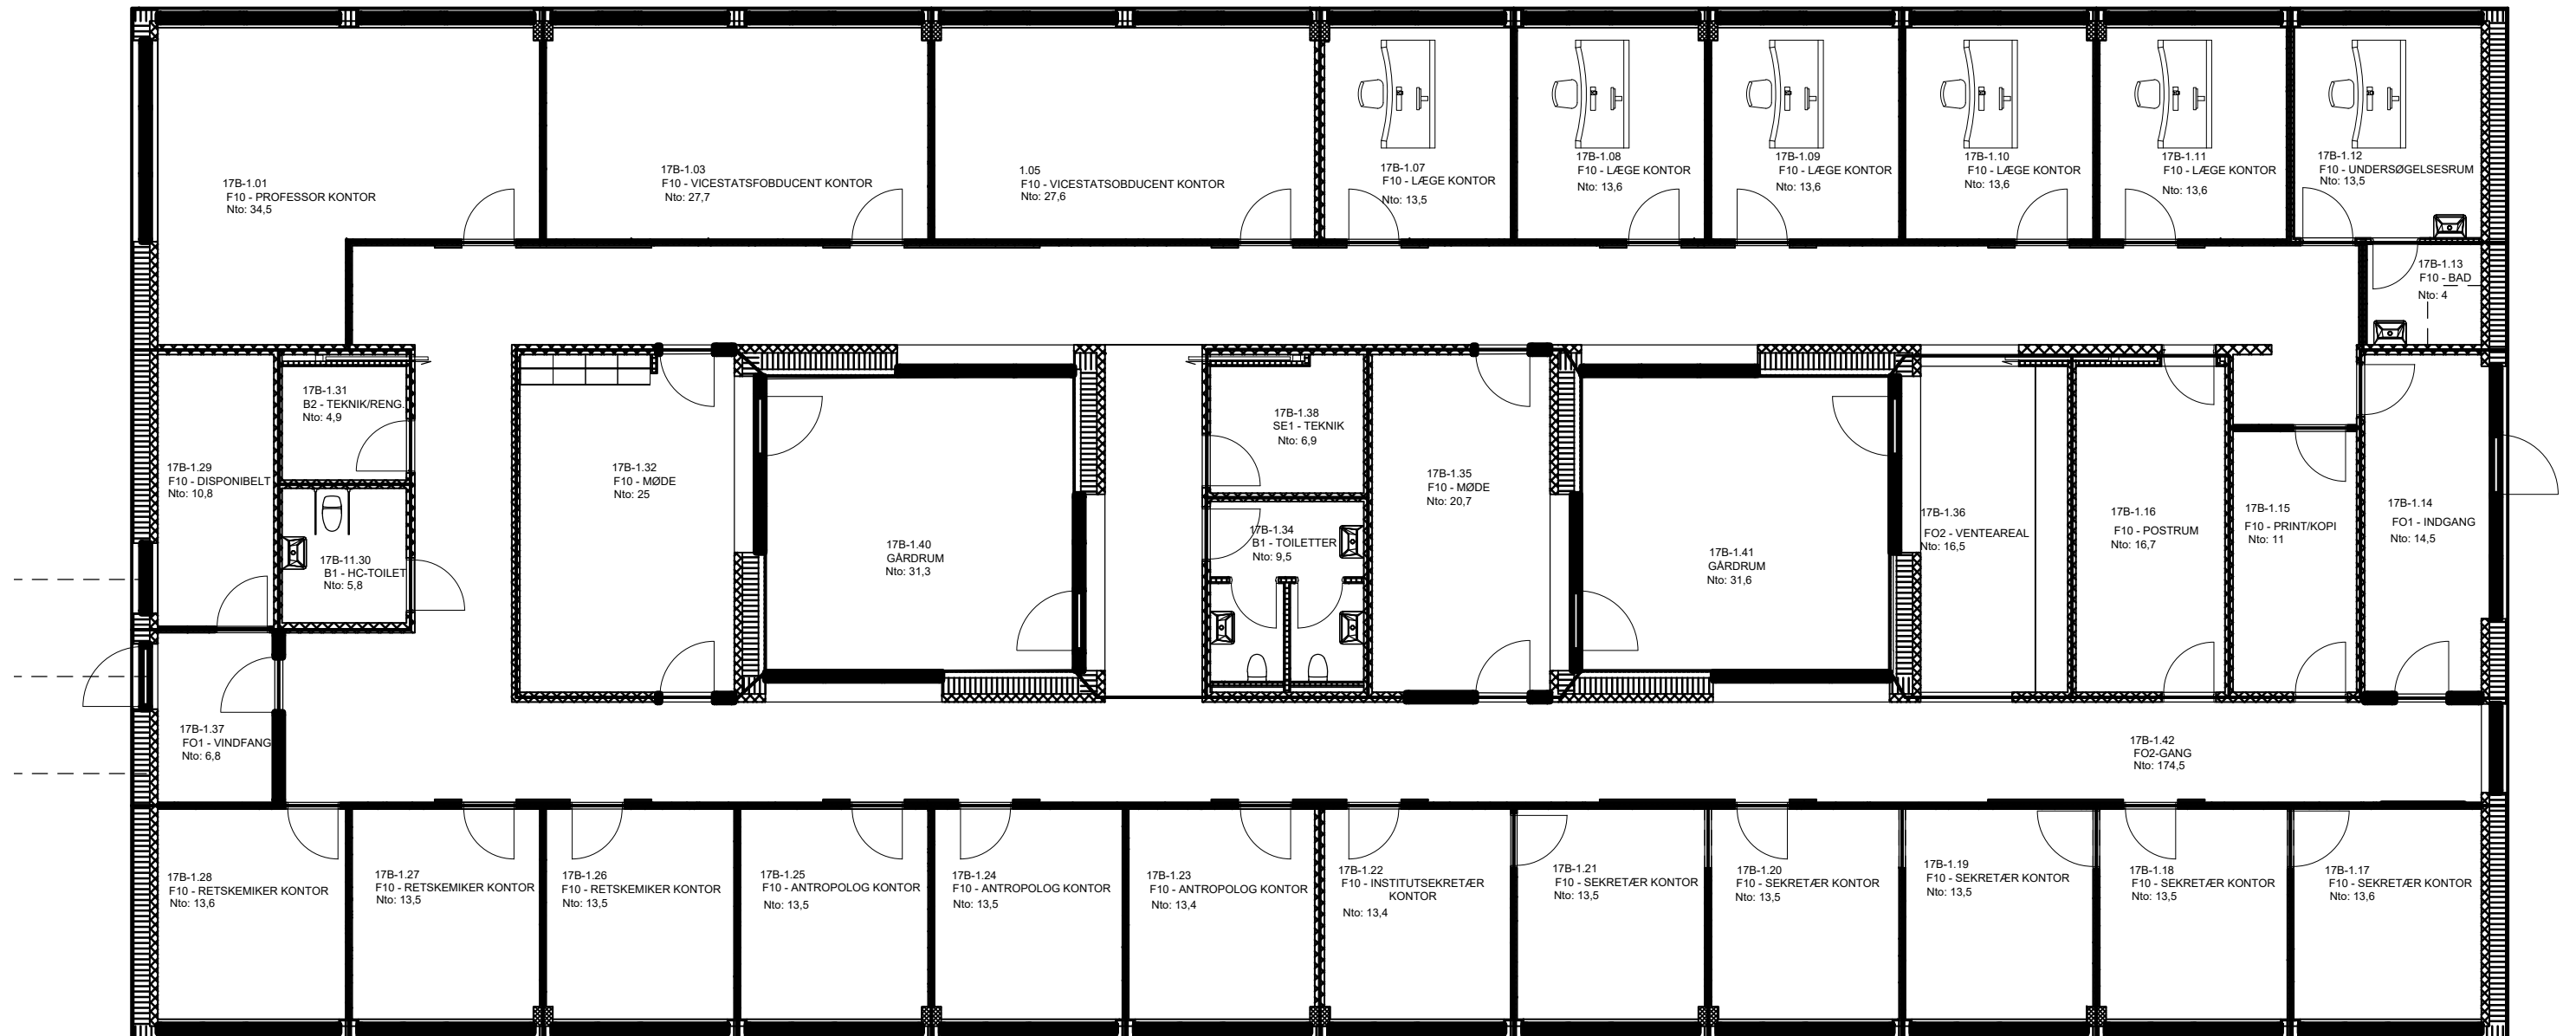 17B-1.01
F10 - PROFESSOR KONTOR
Nto: 34,5
17B-1.03
F10 - VICESTATSFOBDUCENT KONTOR
Nto: 27,7
1.05
F10 - VICESTATSOBDUCENT KONTOR
Nto: 27,6
17B-1.07
F10 - LÆGE KONTOR
Nto: 13,5
17B-1.08
F10 - LÆGE KONTOR
Nto: 13,6
17B-1.09
F10 - LÆGE KONTOR
Nto: 13,6
17B-1.10
F10 - LÆGE KONTOR
Nto: 13,6
17B-1.11
F10 - LÆGE KONTOR
Nto: 13,6
17B-1.12
F10 - UNDERSØGELSESRUM
Nto: 13,5
17B-1.13
F10 - BAD
Nto: 4
17B-1.31
B2 - TEKNIK/RENG.
Nto: 4,9
17B-1.29
F10 - DISPONIBELT
Nto: 10,8
17B-11.30
B1 - HC-TOILET
Nto: 5,8
17B-1.32
F10 - MØDE
Nto: 25
17B-1.40
GÅRDRUM
Nto: 31,3
17B-1.38
SE1 - TEKNIK
Nto: 6,9
17B-1.34
B1 - TOILETTER
Nto: 9,5
17B-1.35
F10 - MØDE
Nto: 20,7
17B-1.41
GÅRDRUM
Nto: 31,6
17B-1.36
FO2 - VENTEAREAL
Nto: 16,5
17B-1.16
F10 - POSTRUM
Nto: 16,7
17B-1.15
F10 - PRINT/KOPI
Nto: 11
17B-1.14
FO1 - INDGANG
Nto: 14,5
17B-1.37
FO1 - VINDFANG
Nto: 6,8
17B-1.42
FO2-GANG
Nto: 174,5
17B-1.28
F10 - RETSKEMIKER KONTOR
Nto: 13,6
17B-1.27
F10 - RETSKEMIKER KONTOR
Nto: 13,5
17B-1.26
F10 - RETSKEMIKER KONTOR
Nto: 13,5
17B-1.25
F10 - ANTROPOLOG KONTOR
Nto: 13,5
17B-1.24
F10 - ANTROPOLOG KONTOR
Nto: 13,5
17B-1.23
F10 - ANTROPOLOG KONTOR
Nto: 13,4
17B-1.22
F10 - INSTITUTSEKRETÆR
KONTOR
Nto: 13,4
17B-1.21
F10 - SEKRETÆR KONTOR
Nto: 13,5
17B-1.20
F10 - SEKRETÆR KONTOR
Nto: 13,5
17B-1.19
F10 - SEKRETÆR KONTOR
Nto: 13,5
17B-1.18
F10 - SEKRETÆR KONTOR
Nto: 13,5
17B-1.17
F10 - SEKRETÆR KONTOR
Nto: 13,6